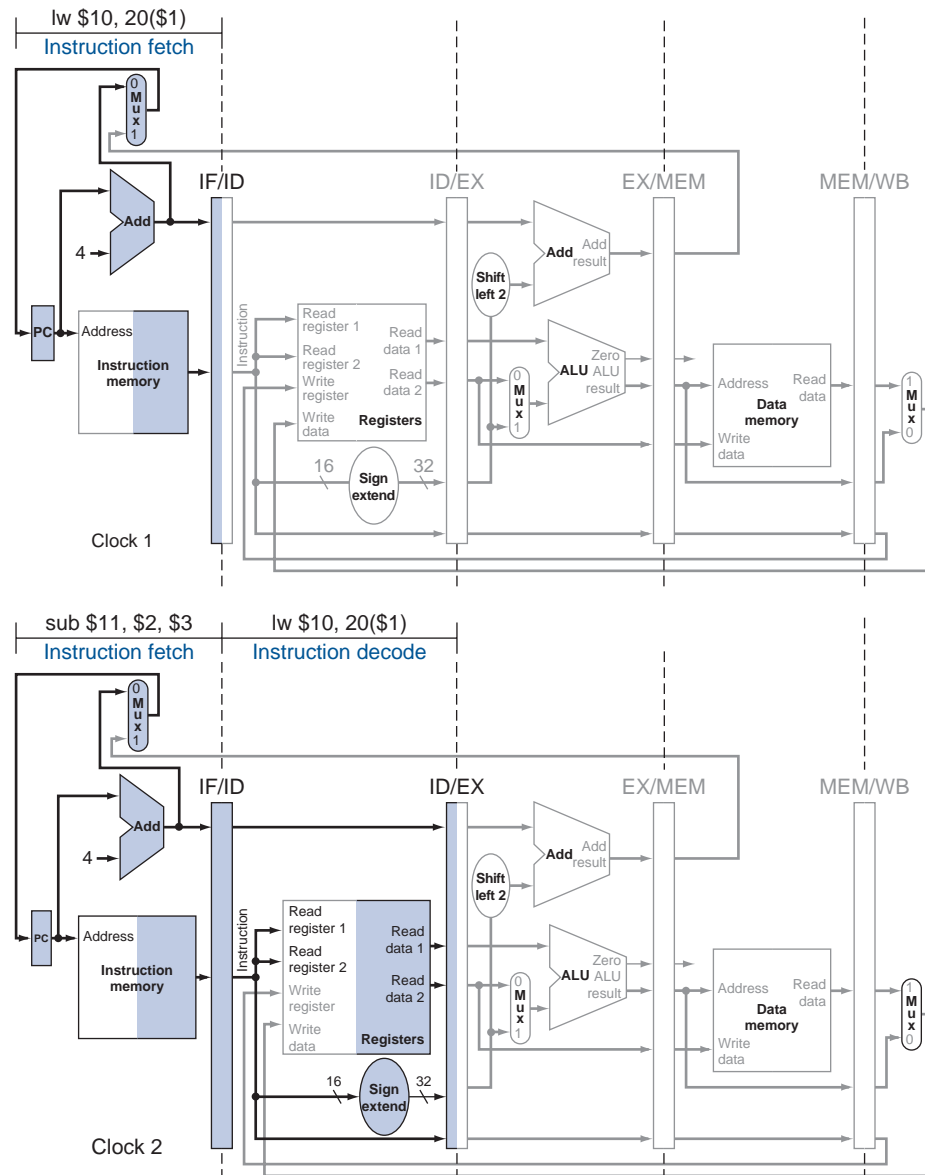 lw $10, 20($1)
Instruction fetch
0
M
u
x
1
IF/ID
ID/EX
EX/MEM
MEM/WB
Add
4
Shift
left 2
Add
Add
result
PC
Address
Instruction
memory
Instruction
Read
register 1
Read
register 2
Write
register
Write
data
Read
data 1
Read
data 2
Registers
0
M
u
x
1
ALU
Zero
ALU
result
Address
Read
data
Data
memory
Write
data
1
M
u
x
0
16
Sign
extend
32
Clock 1
sub $11, $2, $3
lw $10, 20($1)
Instruction fetch
Instruction decode
0
M
u
x
1
IF/ID
ID/EX
EX/MEM
MEM/WB
Add
4
Shift
left 2
Add
Add
result
PC
Address
Instruction
memory
Instruction
Read
register 1
Read
register 2
Write
register
Write
data
Read
data 1
Read
data 2
Registers
0
M
u
x
1
ALU
Zero
ALU
result
Address
Read
data
Data
memory
Write
data
1
M
u
x
0
16
Sign
extend
32
Clock 2